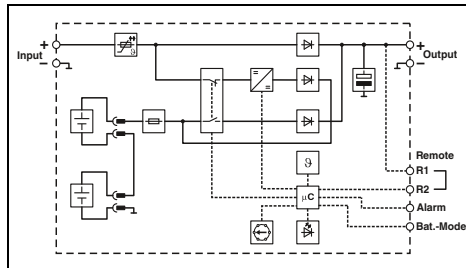 Input
+
−
ϑ
=
=
+
−
Output
ϑ
µC
Remote
R1
R2
Alarm
Bat.-Mode